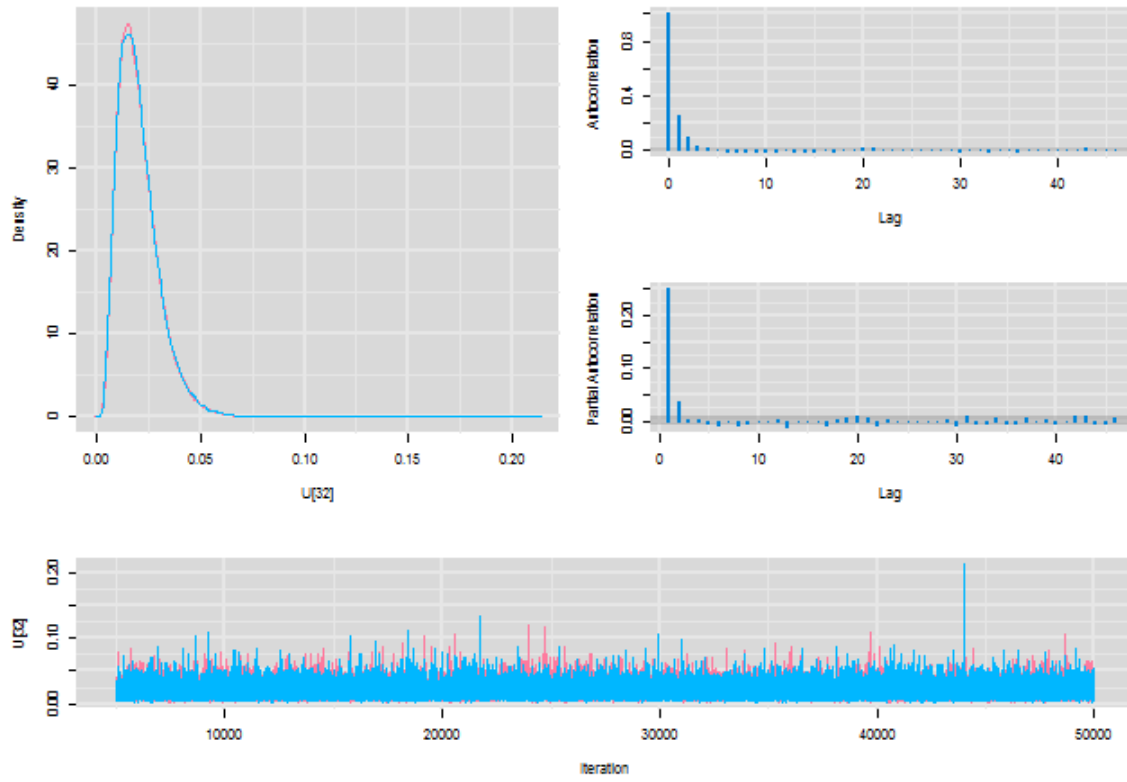 Density
40
30
20
10
0
0.00 0.05 0.10 0.15 0.20
U[32]
Autocorrelation
0.8
0.4
0.0
0 10 20 30 40
Lag
Partial Autocorrelation
0.20
0.10
0.00
0 10 20 30 40
Lag
U[32]
0.20
0.10
0.00
10000 20000 30000 40000 50000
Iteration